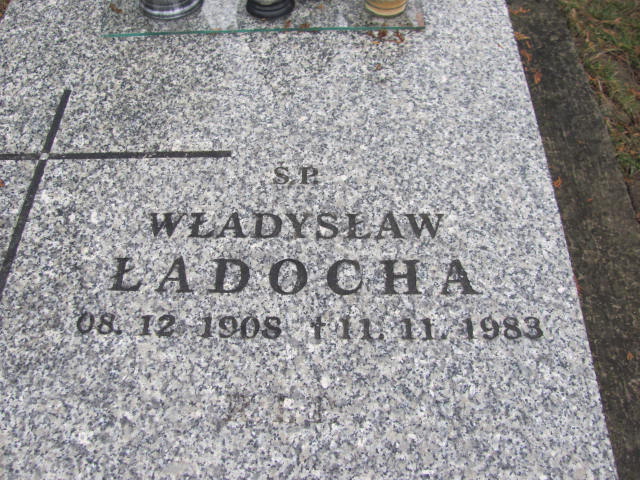 Ś.P.
WŁADYSŁAW
ŁADOCHA
08. 12 1908 † 11. 11. 1983